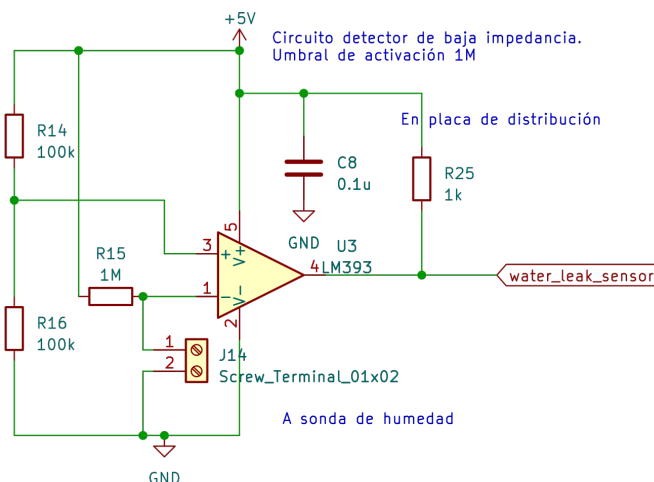 +5V
Circuito detector de baja impedancia.
Umbral de activación 1M
En placa de distribución
R14
100k
C8
0.1u
R25
1k
GND
U3
LM393
5
V+
3
+
4
R15
1M
1
-
V-
2
water_leak_sensor
R16
100k
1
2
J14
Screw_Terminal_01x02
A sonda de humedad
GND